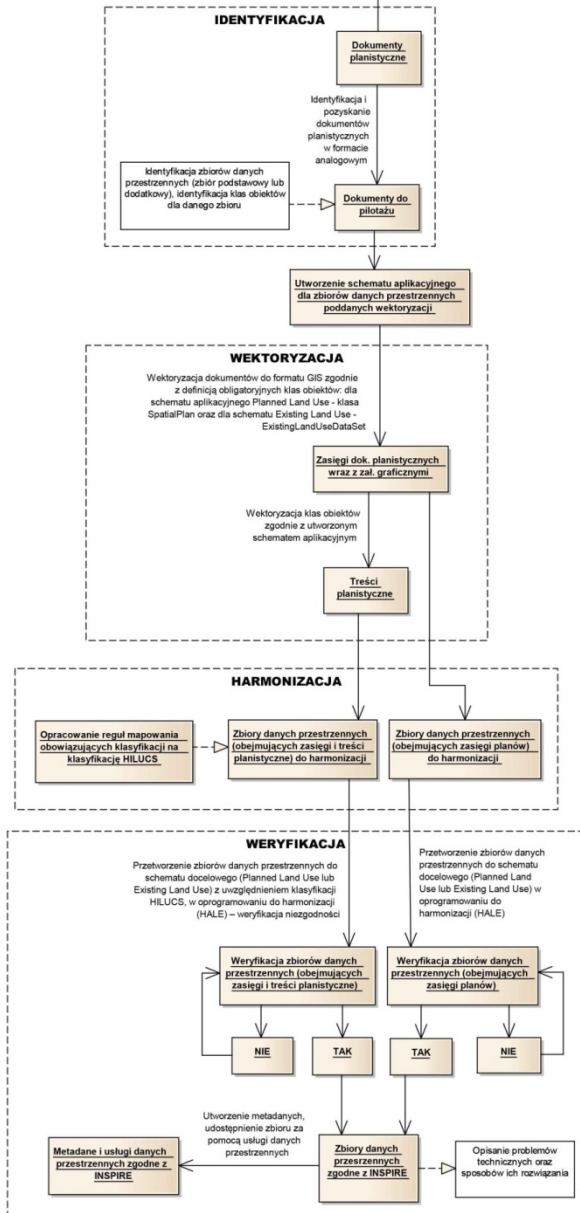 IDENTYFIKACJA
Dokumenty
planistyczne
Identyfikacja i
pozyskanie
dokumentów
planistycznych
w formacie
analogowym
Identyfikacja zbiorów danych
przestrzennych (zbiór podstawowy lub
dodatkowy), identyfikacja klas obiektów
dla danego zbioru
Dokumenty do
pilotażu
Utworzenie schematu aplikacyjnego
dla zbiorów danych przestrzennych
poddanych wektoryzacji
WEKTORYZACJA
Wektoryzacja dokumentów do formatu GIS zgodnie
z definicją obligatoryjnych klas obiektów: dla
schematu aplikacyjnego Planned Land Use - klasa
SpatialPlan oraz dla schematu Existing Land Use -
ExistingLandUseDataSet
Zasięgi dok. planistycznych
wraz z zał. graficznymi
Wektoryzacja klas obiektów
zgodnie z utworzonym
schematem aplikacyjnym
Treści
planistyczne
HARMONIZACJA
Opracowanie reguł mapowania
obowiązujących klasyfikacji na
klasyfikację HILUCS
Zbiory danych przestrzennych
(obejmujących zasięgi i treści
planistyczne) do harmonizacji
Zbiory danych przestrzennych
(obejmujących zasięgi planów)
do harmonizacji
WERYFIKACJA
Przetworzenie zbiorów danych przestrzennych do
schematu docelowego (Planned Land Use lub
Existing Land Use) z uwzględnieniem klasyfikacji
HILUCS, w oprogramowaniu do harmonizacji
(HALE) – weryfikacja niezgodności
Przetworzenie zbiorów danych
przestrzennych do schematu
docelowego (Planned Land
Use lub Existing Land Use) w
oprogramowaniu do
harmonizacji (HALE)
Weryfikacja zbiorów danych
przestrzennych (obejmujących
zasięgi i treści planistyczne)
Weryfikacja zbiorów danych
przestrzennych (obejmujących
zasięgi planów)
NIE
TAK
TAK
NIE
Utworzenie metadanych,
udostępnienie zbioru za
pomocą usługi danych
przestrzennych
Metadane i usługi danych
przestrzennych zgodne z
INSPIRE
Zbiory danych
przesrzennych
zgodne z INSPIRE
Opisanie problemów
technicznych oraz
sposobów ich rozwiązania